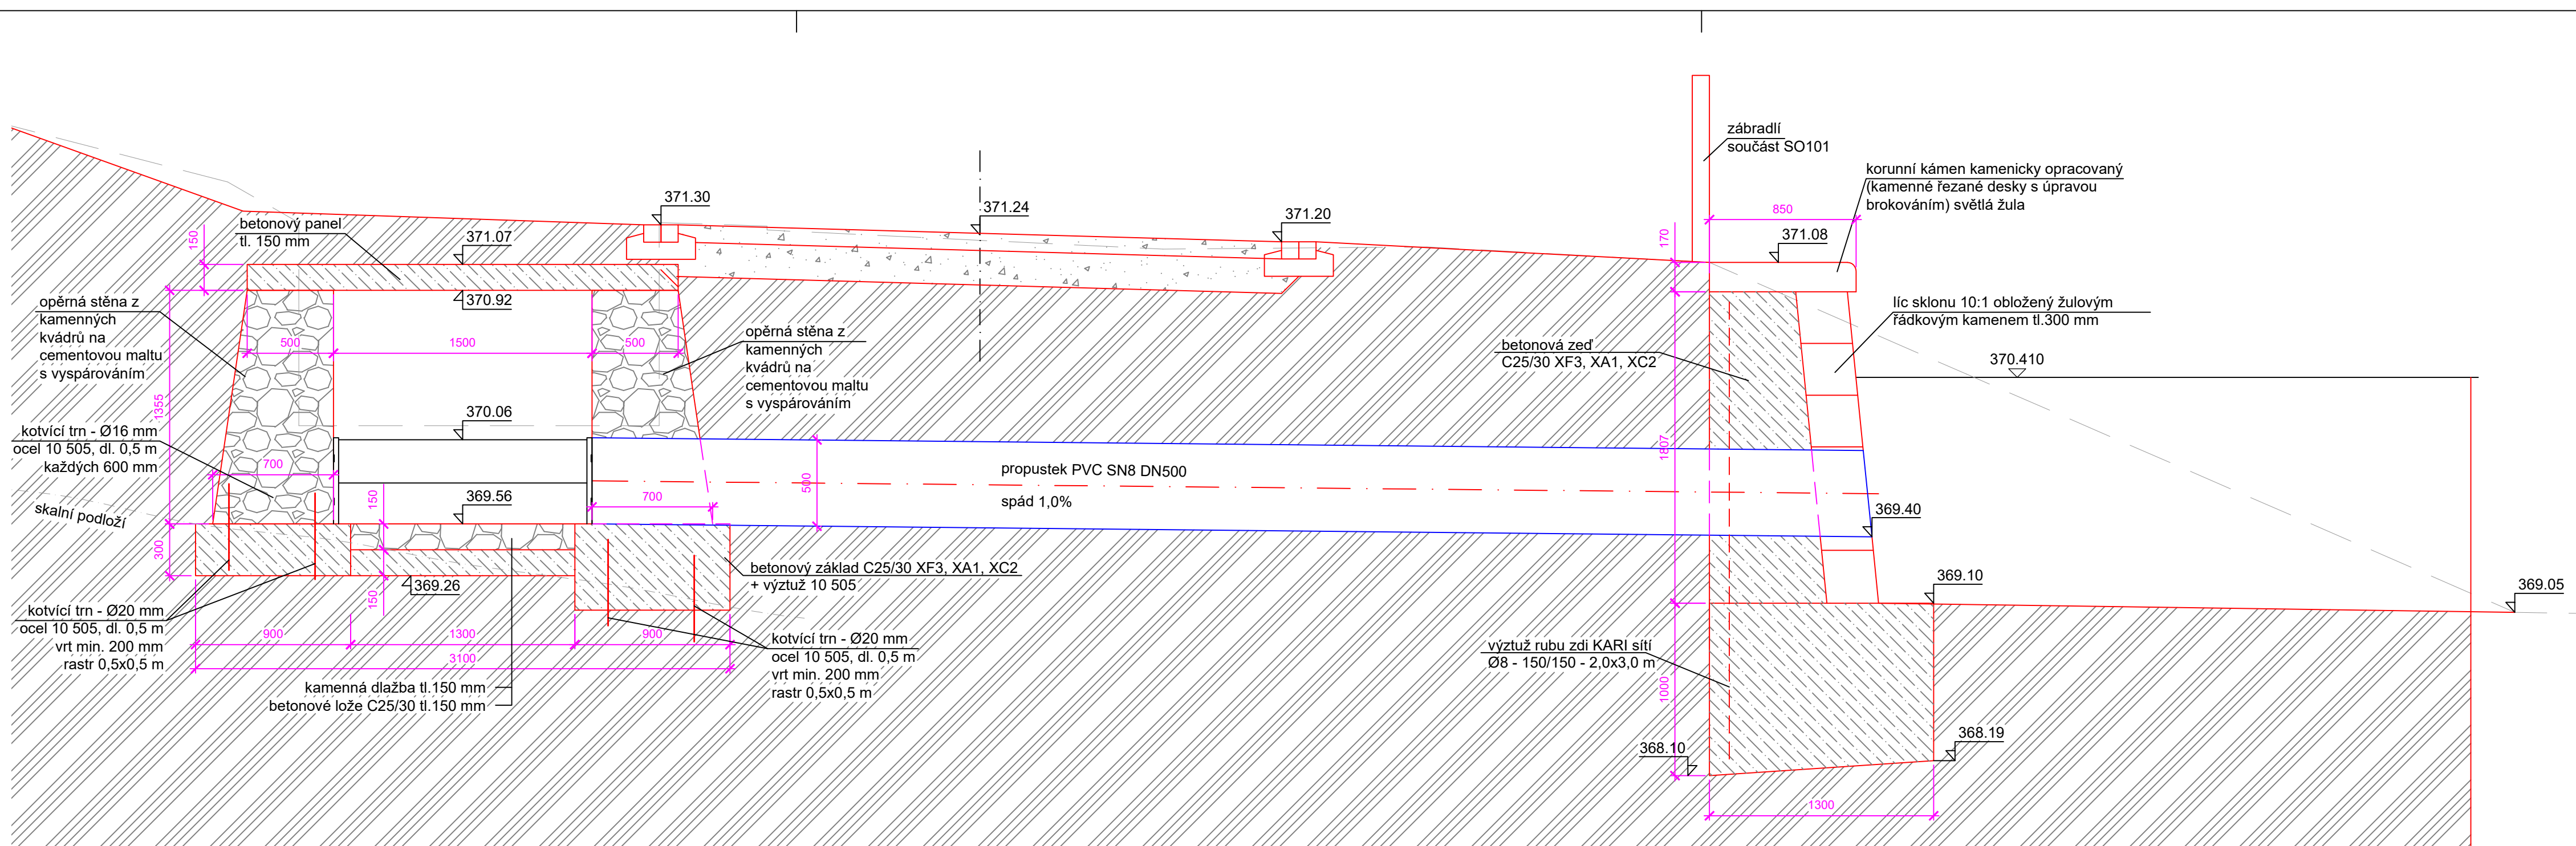 zábradlí
součást SO101
korunní kámen kamenicky opracovaný
(kamenné řezané desky s úpravou
brokováním) světlá žula
371.30
371.24
371.20
850
170
371.08
betonový panel
tl. 150 mm
150
371.07
370.92
opěrná stěna z
kamenných
kvádrů na
cementovou maltu
s vyspárováním
500
1500
500
opěrná stěna z
kamenných
kvádrů na
cementovou maltu
s vyspárováním
líc sklonu 10:1 obložený žulovým
řádkovým kamenem tl.300 mm
betonová zeď
C25/30 XF3, XA1, XC2
370.410
1355
370.06
kotvící trn - Ø16 mm
ocel 10 505, dl. 0,5 m
každých 600 mm
700
150
369.56
700
500
propustek PVC SN8 DN500
spád 1,0%
1807
369.40
skalní podloží
300
150
369.26
betonový základ C25/30 XF3, XA1, XC2
+ výztuž 10 505
369.10
369.05
kotvící trn - Ø20 mm
ocel 10 505, dl. 0,5 m
vrt min. 200 mm
rastr 0,5x0,5 m
900
1300
900
3100
kotvící trn - Ø20 mm
ocel 10 505, dl. 0,5 m
vrt min. 200 mm
rastr 0,5x0,5 m
kamenná dlažba tl.150 mm
betonové lože C25/30 tl.150 mm
výztuž rubu zdi KARI sítí
Ø8 - 150/150 - 2,0x3,0 m
1000
368.10
368.19
1300